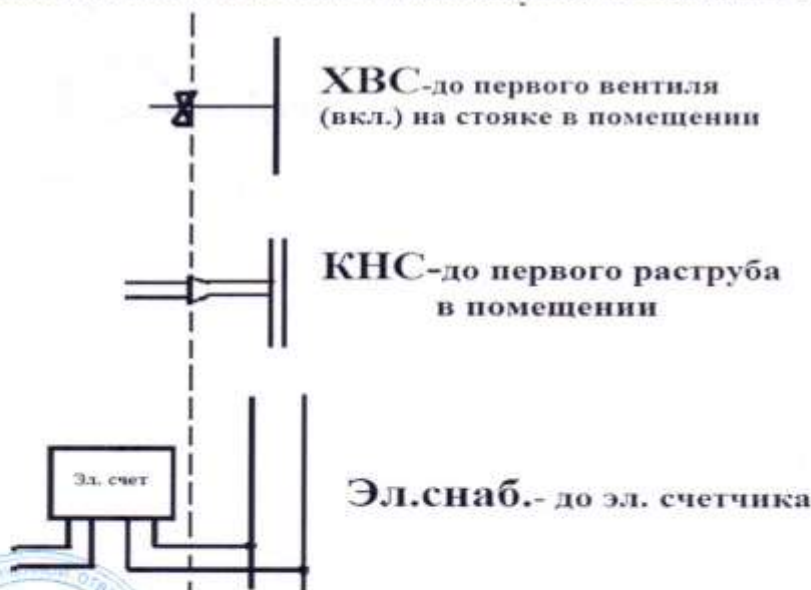 ХВС-до первого вентиля
(вкл.) на стояке в помещении
КНС-до первого раструба
в помещении
Эл. счет
Эл.снаб.- до эл. счетчика